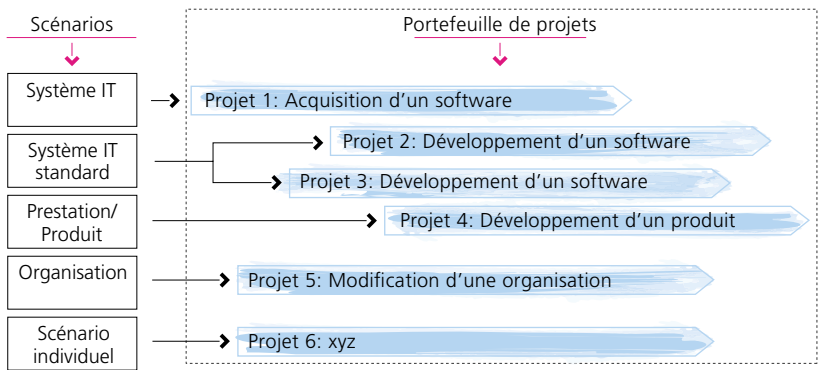 Scénarios
Portefeuille de projets
Système IT
Projet 1: Acquisition d'un software
Système IT
standard
Projet 2: Développement d'un software
Projet 3: Développement d'un software
Prestation/
Produit
Projet 4: Développement d'un produit
Organisation
Projet 5: Modification d'une organisation
Scénario
individuel
Projet 6: xyz